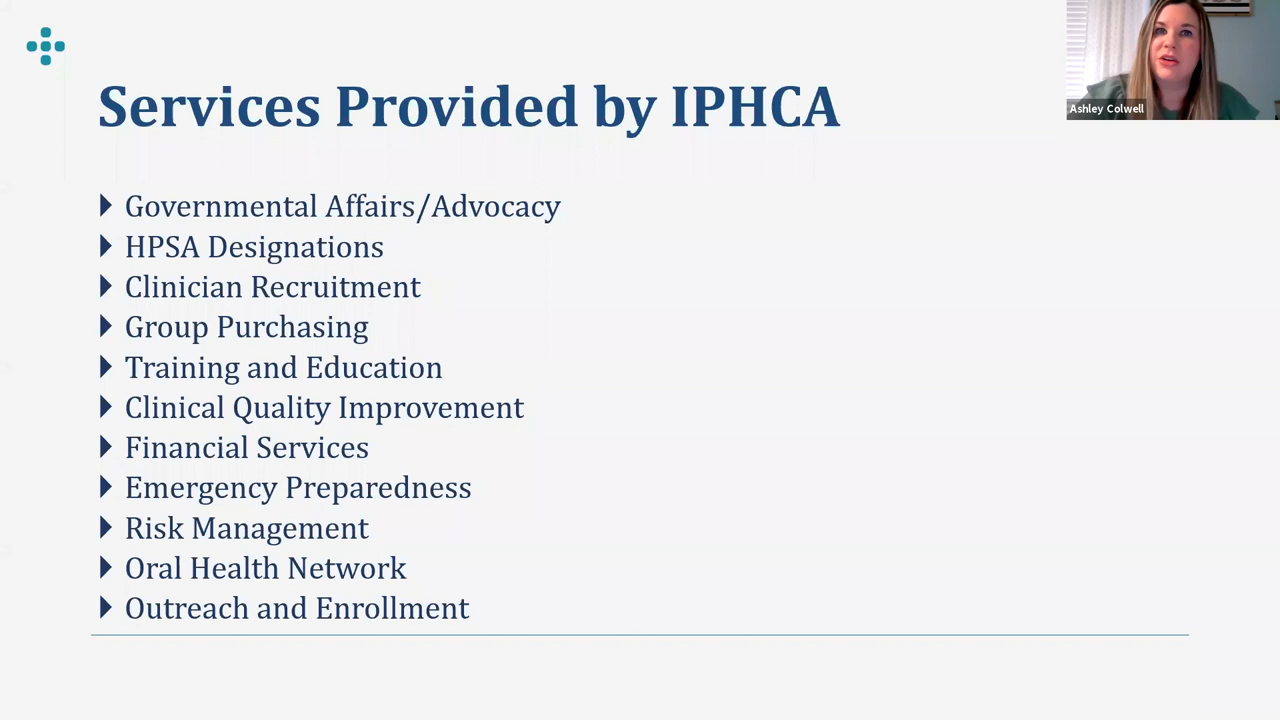 Services Provided by IPHCA
Governmental Affairs/Advocacy
HPSA Designations
Clinician Recruitment
Group Purchasing
Training and Education
Clinical Quality Improvement
Financial Services
Emergency Preparedness
Risk Management
Oral Health Network
Outreach and Enrollment
Ashley Colwell